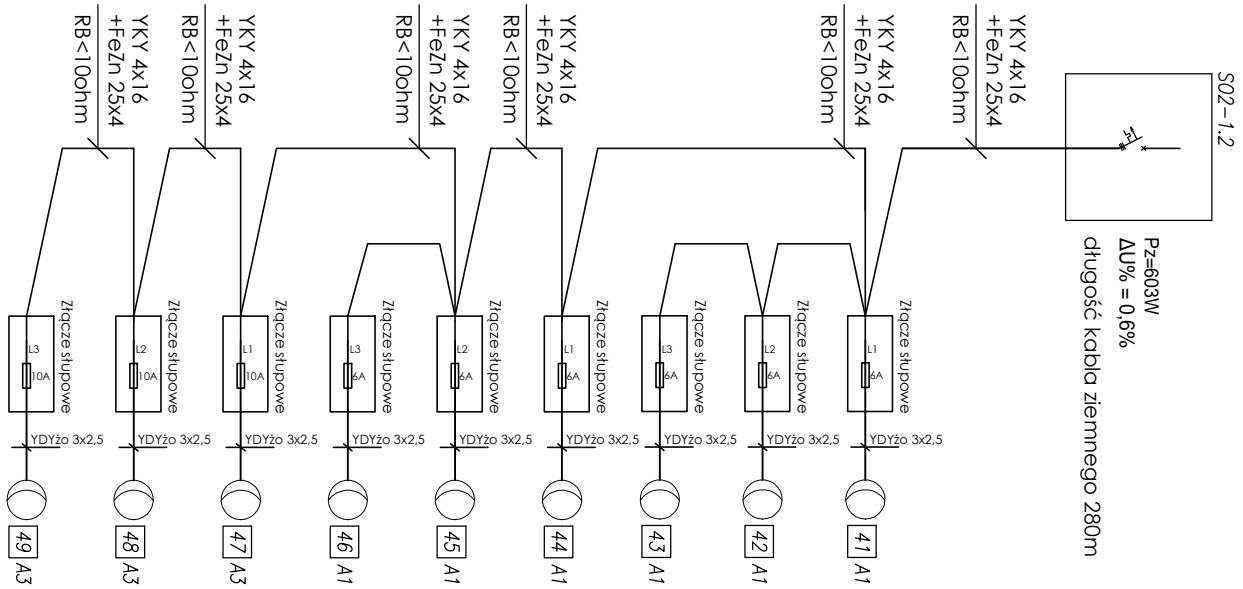 S02-1.2
Pz=603W
ΔU% = 0,6%
długość kabla ziemnego 280m
YKY 4x16
+FeZn 25x4
RB<10ohm
YKY 4x16
+FeZn 25x4
RB<10ohm
YKY 4x16
+FeZn 25x4
RB<10ohm
YKY 4x16
+FeZn 25x4
RB<10ohm
YKY 4x16
+FeZn 25x4
RB<10ohm
YKY 4x16
+FeZn 25x4
RB<10ohm
Złącze słupowe
L1
6A
YDYżo 3x2,5
41 A1
Złącze słupowe
L2
6A
YDYżo 3x2,5
42 A1
Złącze słupowe
L3
6A
YDYżo 3x2,5
43 A1
Złącze słupowe
L1
6A
YDYżo 3x2,5
44 A1
Złącze słupowe
L2
6A
YDYżo 3x2,5
45 A1
Złącze słupowe
L3
6A
YDYżo 3x2,5
46 A1
Złącze słupowe
L1
10A
YDYżo 3x2,5
47 A3
Złącze słupowe
L2
10A
YDYżo 3x2,5
48 A3
Złącze słupowe
L3
10A
YDYżo 3x2,5
49 A3